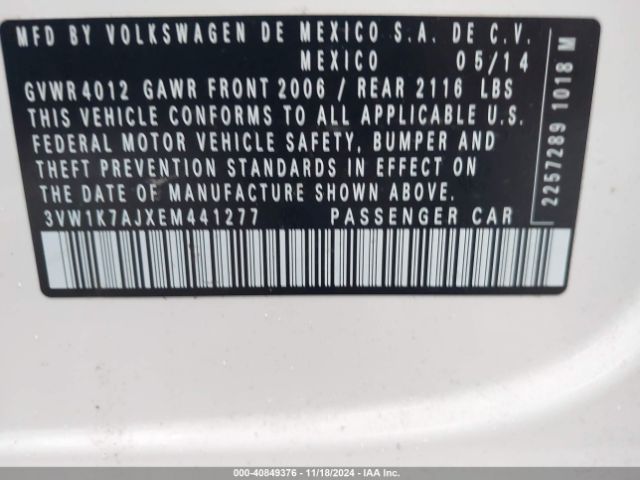 MFD BY VOLKSWAGEN DE MEXICO S.A. DE C.V.
MEXICO 05/14
GVWR 4012 GAWR FRONT 2006 / REAR 2116 LBS
THIS VEHICLE CONFORMS TO ALL APPLICABLE U.S.
FEDERAL MOTOR VEHICLE SAFETY, BUMPER AND
THEFT PREVENTION STANDARDS IN EFFECT ON
THE DATE OF MANUFACTURE SHOWN ABOVE.
3VW1K7AJXEM441277 PASSENGER CAR
2257289 1018 M
000-40849376 - 11/18/2024 - IAA Inc.